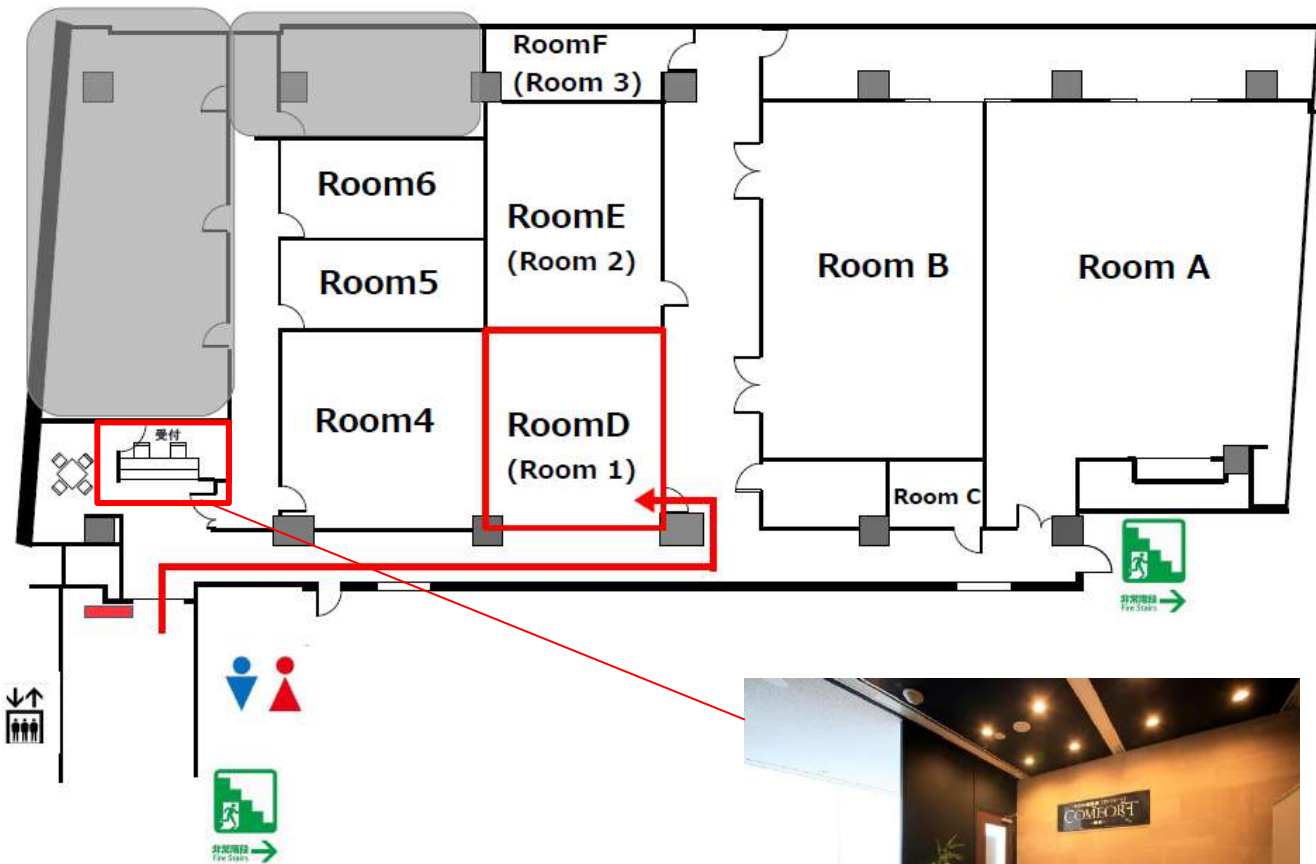 RoomF
(Room 3)
Room6
RoomE
(Room 2)
Room5
Room B
Room A
Room4
RoomD
(Room 1)
受付
Room C
非常階段
Fire Stairs
非常階段
Fire Stairs
COMFORT